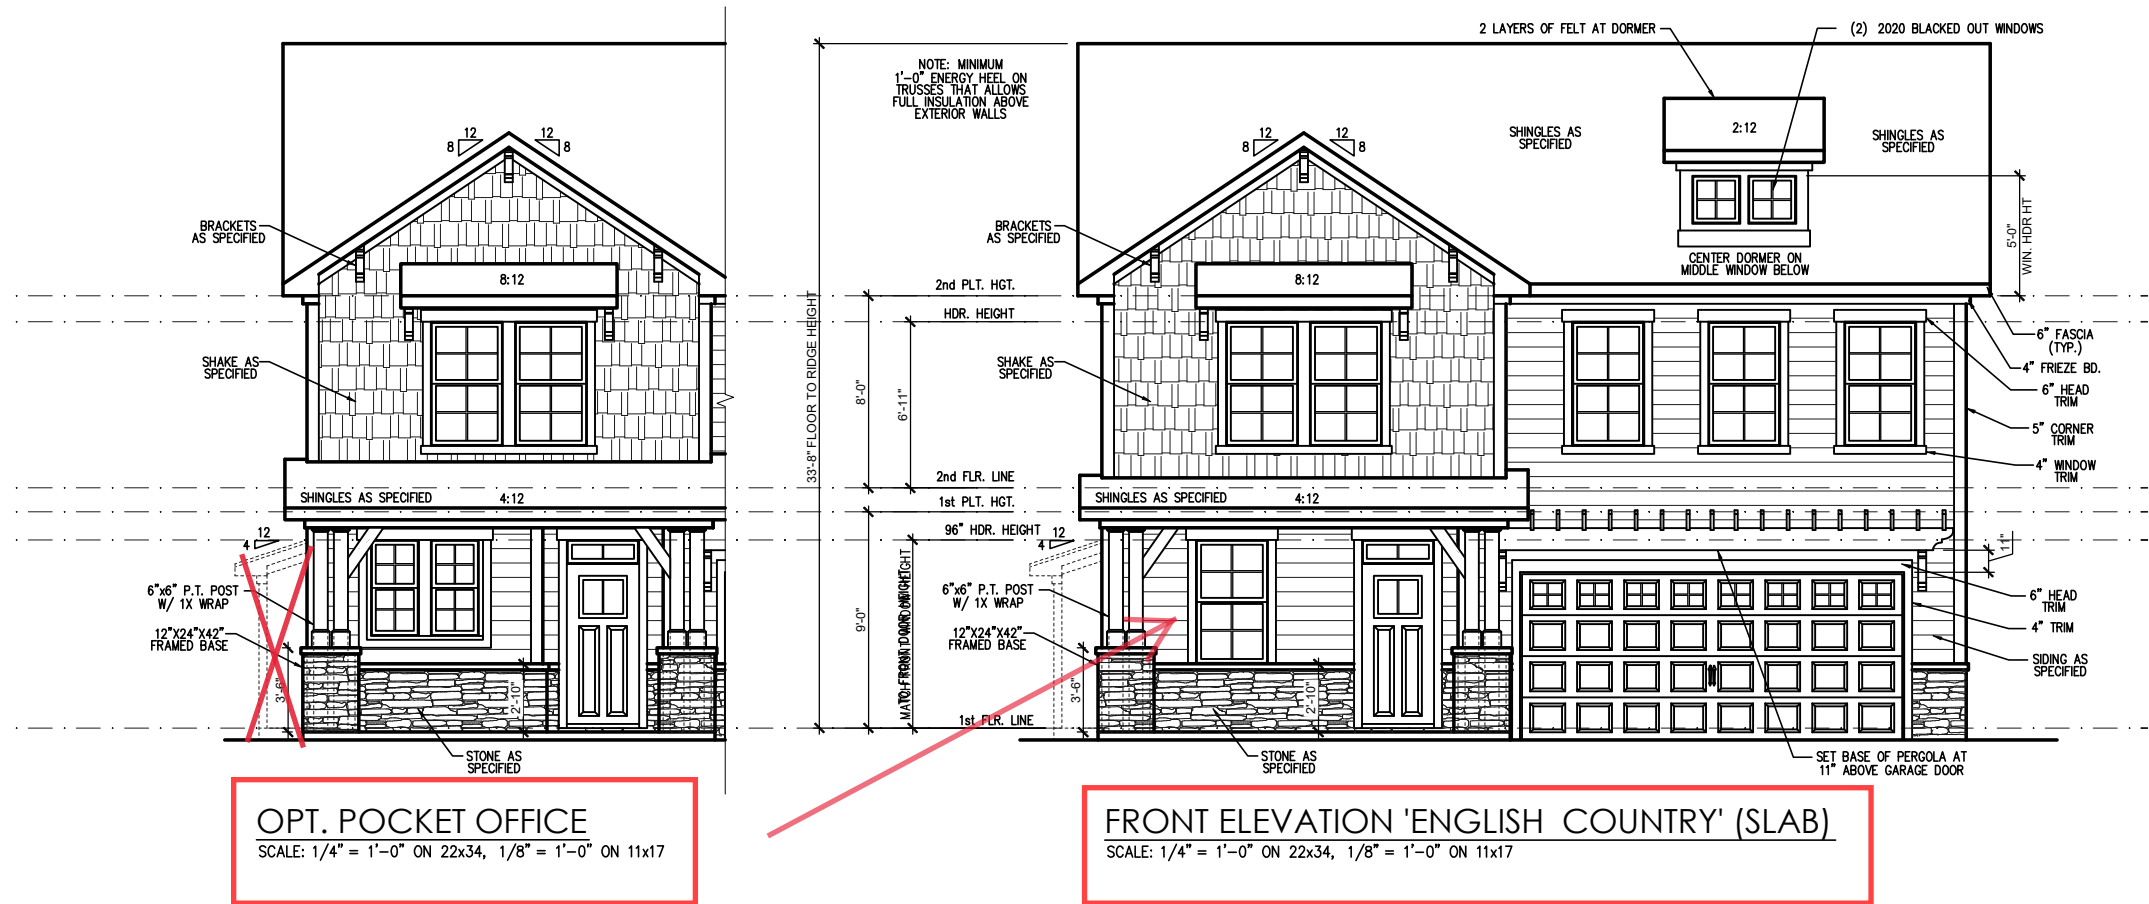 2 LAYERS OF FELT AT DORMER
(2) 2020 BLACKED OUT WINDOWS
NOTE: MINIMUM
1'-0" ENERGY HEEL ON
TRUSSES THAT ALLOWS
FULL INSULATION ABOVE
EXTERIOR WALLS
12
8
12
8
BRACKETS
AS SPECIFIED
8:12
SHAKE AS
SPECIFIED
SHINGLES AS SPECIFIED
4:12
12
4
6"x6" P.T. POST
W/ 1X WRAP
12"X24"X42"
FRAMED BASE
3'-6"
2'-10"
STONE AS
SPECIFIED
33'-8" FLOOR TO RIDGE HEIGHT
8'-0"
6'-11"
9'-0"
2nd PLT. HGT.
HDR. HEIGHT
2nd FLR. LINE
1st PLT. HGT.
96" HDR. HEIGHT
1st FLR. LINE
12
8
12
8
BRACKETS
AS SPECIFIED
8:12
SHAKE AS
SPECIFIED
SHINGLES AS SPECIFIED
4:12
12
4
6"x6" P.T. POST
W/ 1X WRAP
12"X24"X42"
FRAMED BASE
3'-6"
2'-10"
STONE AS
SPECIFIED
SHINGLES AS
SPECIFIED
2:12
SHINGLES AS
SPECIFIED
CENTER DORMER ON
MIDDLE WINDOW BELOW
5'-0"
WIN. HDR HT
6" FASCIA
(TYP.)
4" FRIEZE BD.
6" HEAD
TRIM
5" CORNER
TRIM
4" WINDOW
TRIM
11"
6" HEAD
TRIM
4" TRIM
SIDING AS
SPECIFIED
SET BASE OF PERGOLA AT
11" ABOVE GARAGE DOOR
OPT. POCKET OFFICE
SCALE: 1/4" = 1'-0" ON 22x34, 1/8" = 1'-0" ON 11x17
FRONT ELEVATION 'ENGLISH COUNTRY' (SLAB)
SCALE: 1/4" = 1'-0" ON 22x34, 1/8" = 1'-0" ON 11x17